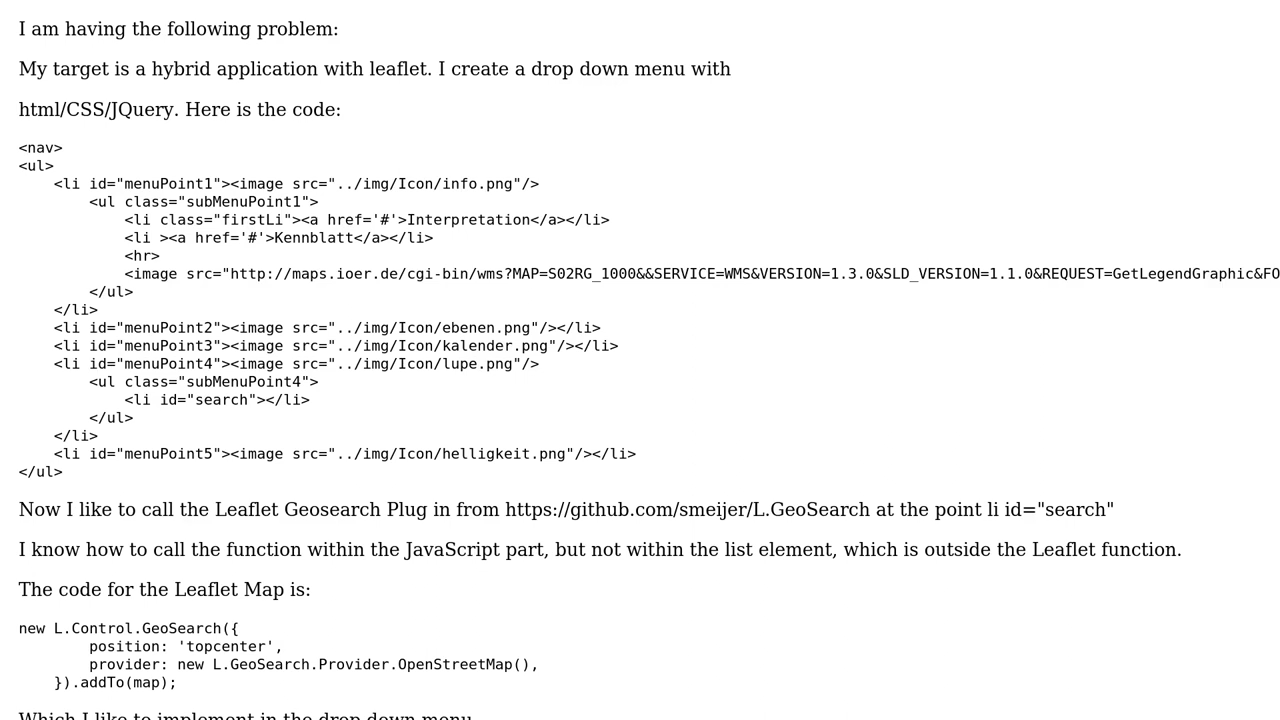 I am having the following problem:
My target is a hybrid application with leaflet. I create a drop down menu with
html/CSS/JQuery. Here is the code:
<nav>
<ul>
    <li id="menuPoint1"><image src="../img/Icon/info.png"/>
        <ul class="subMenuPoint1">
            <li class="firstLi"><a href='#'>Interpretation</a></li>
            <li ><a href='#'>Kennblatt</a></li>
            <hr>
            <image src="http://maps.ioer.de/cgi-bin/wms?MAP=S02RG_1000&&SERVICE=WMS&VERSION=1.3.0&SLD_VERSION=1.1.0&REQUEST=GetLegendGraphic&FO
        </ul>
    </li>
    <li id="menuPoint2"><image src="../img/Icon/ebenen.png"/></li>
    <li id="menuPoint3"><image src="../img/Icon/kalender.png"/></li>
    <li id="menuPoint4"><image src="../img/Icon/lupe.png"/>
        <ul class="subMenuPoint4">
            <li id="search"></li>
        </ul>
    </li>
    <li id="menuPoint5"><image src="../img/Icon/helligkeit.png"/></li>
</ul>
Now I like to call the Leaflet Geosearch Plug in from https://github.com/smeijer/L.GeoSearch at the point li id="search"
I know how to call the function within the JavaScript part, but not within the list element, which is outside the Leaflet function.
The code for the Leaflet Map is:
new L.Control.GeoSearch({
        position: 'topcenter',
        provider: new L.GeoSearch.Provider.OpenStreetMap(),
    }).addTo(map);
Which I like to implement in the drop down menu